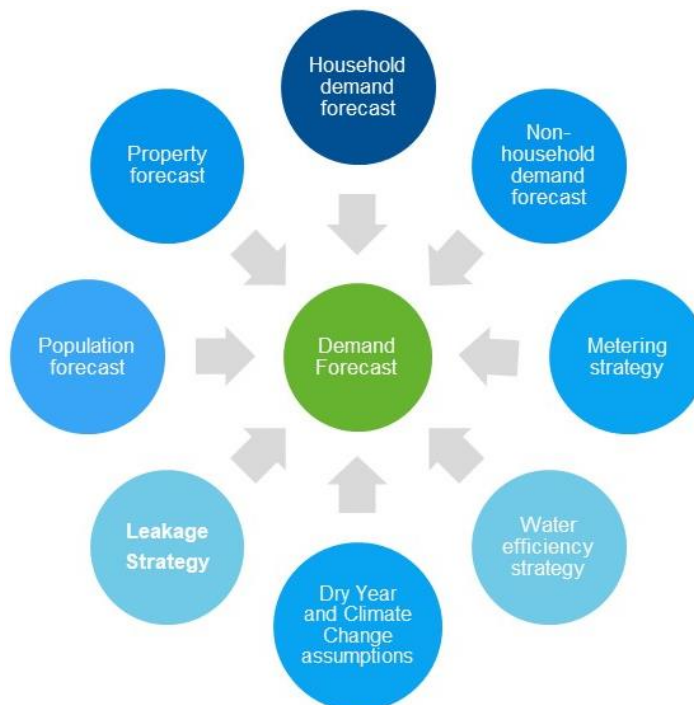 Household
demand
forecast
Non-
household
demand
forecast
Metering
strategy
Water
efficiency
strategy
Dry Year
and Climate
Change
assumptions
Leakage
Strategy
Population
forecast
Property
forecast
Demand
Forecast